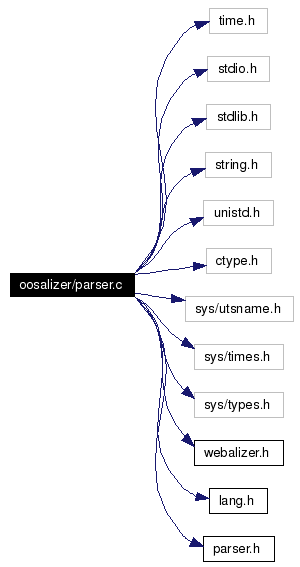 time.h
stdio.h
stdlib.h
string.h
unistd.h
ctype.h
oosalizer/parser.c
sys/utsname.h
sys/times.h
sys/types.h
webalizer.h
lang.h
parser.h